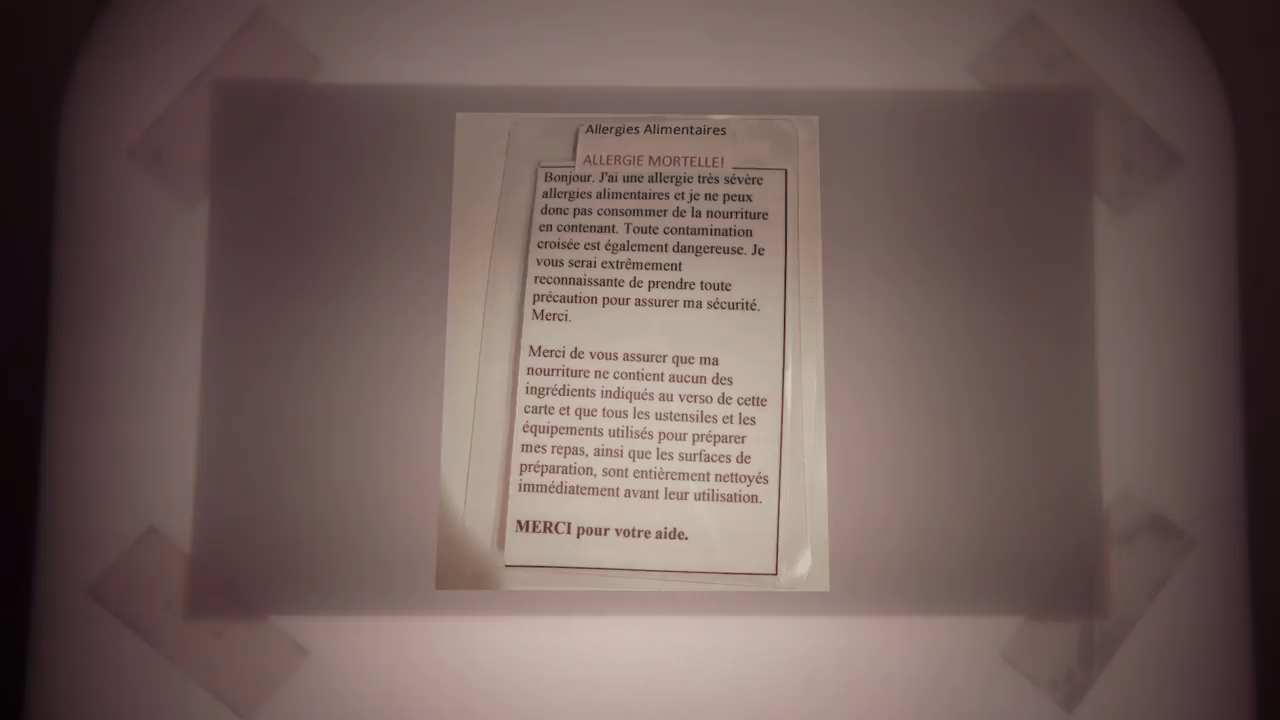 Allergies Alimentaires
ALLERGIE MORTELLE!
Bonjour. J'ai une allergie très sévère
allergies alimentaires et je ne peux
donc pas consommer de la nourriture
en contenant. Toute contamination
croisée est également dangereuse. Je
vous serai extrêmement
reconnaissante de prendre toute
précaution pour assurer ma sécurité.
Merci.
Merci de vous assurer que ma
nourriture ne contient aucun des
ingrédients indiqués au verso de cette
carte et que tous les ustensiles et les
équipements utilisés pour préparer
mes repas, ainsi que les surfaces de
préparation, sont entièrement nettoyés
immédiatement avant leur utilisation.
MERCI pour votre aide.